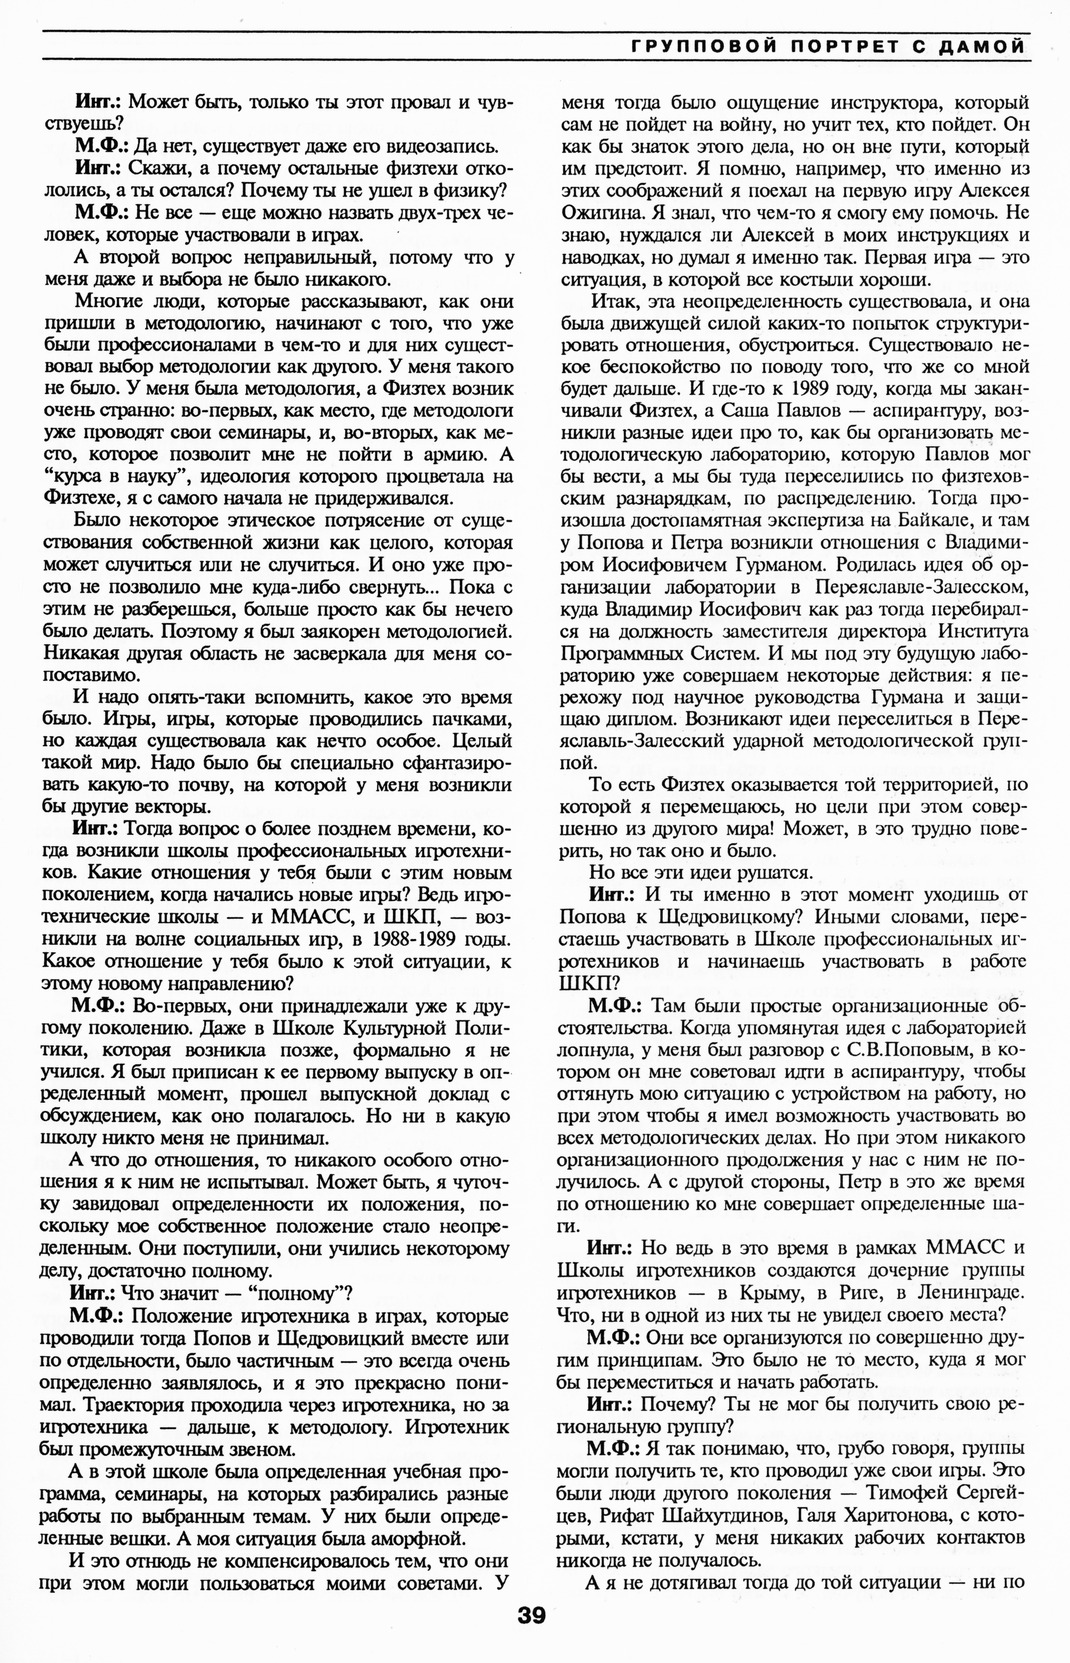 ГРУППОВОЙ ПОРТРЕТ С ДАМОЙ
Инт.: Может быть, только ты этот провал и чув-
ствуешь?
М.Ф.: Да нет, существует даже его видеозапись.
Инт.: Скажи, а почему остальные физтехи отко-
лолись, а ты остался? Почему ты не ушел в физику?
М.Ф.: Не все — еще можно назвать двух-трех че-
ловек, которые участвовали в играх.
А второй вопрос неправильный, потому что у
меня даже и выбора не было никакого.
Многие люди, которые рассказывают, как они
пришли в методологию, начинают с того, что уже
были профессионалами в чем-то и для них сущест-
вовал выбор методологии как другого. У меня такого
не было. У меня была методология, а Физтех возник
очень странно: во-первых, как место, где методологи
уже проводят свои семинары, и, во-вторых, как ме-
сто, которое позволит мне не пойти в армию. А
“курса в науку”, идеология которого процветала на
Физтехе, я с самого начала не придерживался.
Было некоторое этическое потрясение от суще-
ствования собственной жизни как целого, которая
может случиться или не случиться. И оно уже про-
сто не позволило мне куда-либо свернуть... Пока с
этим не разберешься, больше просто как бы нечего
было делать. Поэтому я был заякорен методологией.
Никакая другая область не засверкала для меня со-
поставимо.
И надо опять-таки вспомнить, какое это время
было. Игры, игры, которые проводились пачками,
но каждая существовала как нечто особое. Целый
такой мир. Надо было бы специально сфантазиро-
вать какую-то почву, на которой у меня возникли
бы другие векторы.
Инт.: Тогда вопрос о более позднем времени, ко-
гда возникли школы профессиональных игротехни-
ков. Какие отношения у тебя были с этим новым
поколением, когда начались новые игры? Ведь игро-
технические школы — и ММАСС, и ШКП, — воз-
никли на волне социальных игр, в 1988-1989 годы.
Какое отношение у тебя было к этой ситуации, к
этому новому направлению?
М.Ф.: Во-первых, они принадлежали уже к дру-
гому поколению. Даже в Школе Культурной Поли-
тики, которая возникла позже, формально я не
учился. Я был приписан к ее первому выпуску в оп-
ределенный момент, прошел выпускной доклад с
обсуждением, как оно полагалось. Но ни в какую
школу никто меня не принимал.
А что до отношения, то никакого особого отно-
шения я к ним не испытывал. Может быть, я чуточ-
ку завидовал определенности их положения, по-
скольку мое собственное положение стало неопре-
деленным. Они поступили, они учились некоторому
делу, достаточно полному.
Инт.: Что значит — “полному”?
М.Ф.: Положение игротехника в играх, которые
проводили тогда Попов и Щедровицкий вместе или
по отдельности, было частичным — это всегда очень
определенно заявлялось, и я это прекрасно пони-
мал. Траектория проходила через игротехника, но за
игротехника — дальше, к методологу. Игротехник
был промежуточным звеном.
А в этой школе была определенная учебная про-
грамма, семинары, на которых разбирались разные
работы по выбранным темам. У них были опреде-
ленные вешки. А моя ситуация была аморфной.
И это отнюдь не компенсировалось тем, что они
при этом могли пользоваться моими советами. У
меня тогда было ощущение инструктора, который
сам не пойдет на войну, но учит тех, кто пойдет. Он
как бы знаток этого дела, но он вне пути, который
им предстоит. Я помню, например, что именно из
этих соображений я поехал на первую игру Алексея
Ожигина. Я знал, что чем-то я смогу ему помочь. Не
знаю, нуждался ли Алексей в моих инструкциях и
наводках, но думал я именно так. Первая игра — это
ситуация, в которой все костыли хороши.
Итак, эта неопределенность существовала, и она
была движущей силой каких-то попыток структури-
ровать отношения, обустроиться. Существовало не-
кое беспокойство по поводу того, что же со мной
будет дальше. И где-то к 1989 году, когда мы закан-
чивали Физтех, а Саша Павлов — аспирантуру, воз-
никли разные идеи про то, как бы организовать ме-
тодологическую лабораторию, которую Павлов мог
бы вести, а мы бы туда переселились по физтехов-
ским разнарядкам, по распределению. Тогда про-
изошла достопамятная экспертиза на Байкале, и там
у Попова и Петра возникли отношения с Владими-
ром Иосифовичем Гурманом. Родилась идея об ор-
ганизации лаборатории в Переяславле-Залесском,
куда Владимир Иосифович как раз тогда перебирал-
ся на должность заместителя директора Института
Программных Систем. И мы под эту будущую лабо-
раторию уже совершаем некоторые действия: я пе-
рехожу под научное руководства Гурмана и защи-
щаю диплом. Возникают идеи переселиться в Пере-
яславль-Залесский ударной методологической груп-
пой.
То есть Физтех оказывается той территорией, по
которой я перемещаюсь, но цели при этом совер-
шенно из другого мира! Может, в это трудно пове-
рить, но так оно и было.
Но все эти идеи рушатся.
Инт.: И ты именно в этот момент уходишь от
Попова к Щедровицкому? Иными словами, пере-
стаешь участвовать в Школе профессиональных иг-
ротехников и начинаешь участвовать в работе
ШКП?
М.Ф.: Там были простые организационные об-
стоятельства. Когда упомянутая идея с лабораторией
лопнула, у меня был разговор с С.В.Поповым, в ко-
тором он мне советовал идти в аспирантуру, чтобы
оттянуть мою ситуацию с устройством на работу, но
при этом чтобы я имел возможность участвовать во
всех методологических делах. Но при этом никакого
организационного продолжения у нас с ним не по-
лучилось. А с другой стороны, Петр в это же время
по отношению ко мне совершает определенные ша-
ги.
Инт.: Но ведь в это время в рамках ММАСС и
Школы игротехников создаются дочерние группы
игротехников — в Крыму, в Риге, в Ленинграде.
Что, ни в одной из них ты не увидел своего места?
М.Ф.: Они все организуются по совершенно дру-
гим принципам. Это было не то место, куда я мог
бы переместиться и начать работать.
Инт.: Почему? Ты не мог бы получить свою ре-
гиональную группу?
М.Ф.: Я так понимаю, что, грубо говоря, группы
могли получить те, кто проводил уже свои игры. Это
были люди другого поколения — Тимофей Сергей-
цев, Рифат Шайхутдинов, Галя Харитонова, с кото-
рыми, кстати, у меня никаких рабочих контактов
никогда не получалось.
А я не дотягивал тогда до той ситуации — ни по
39